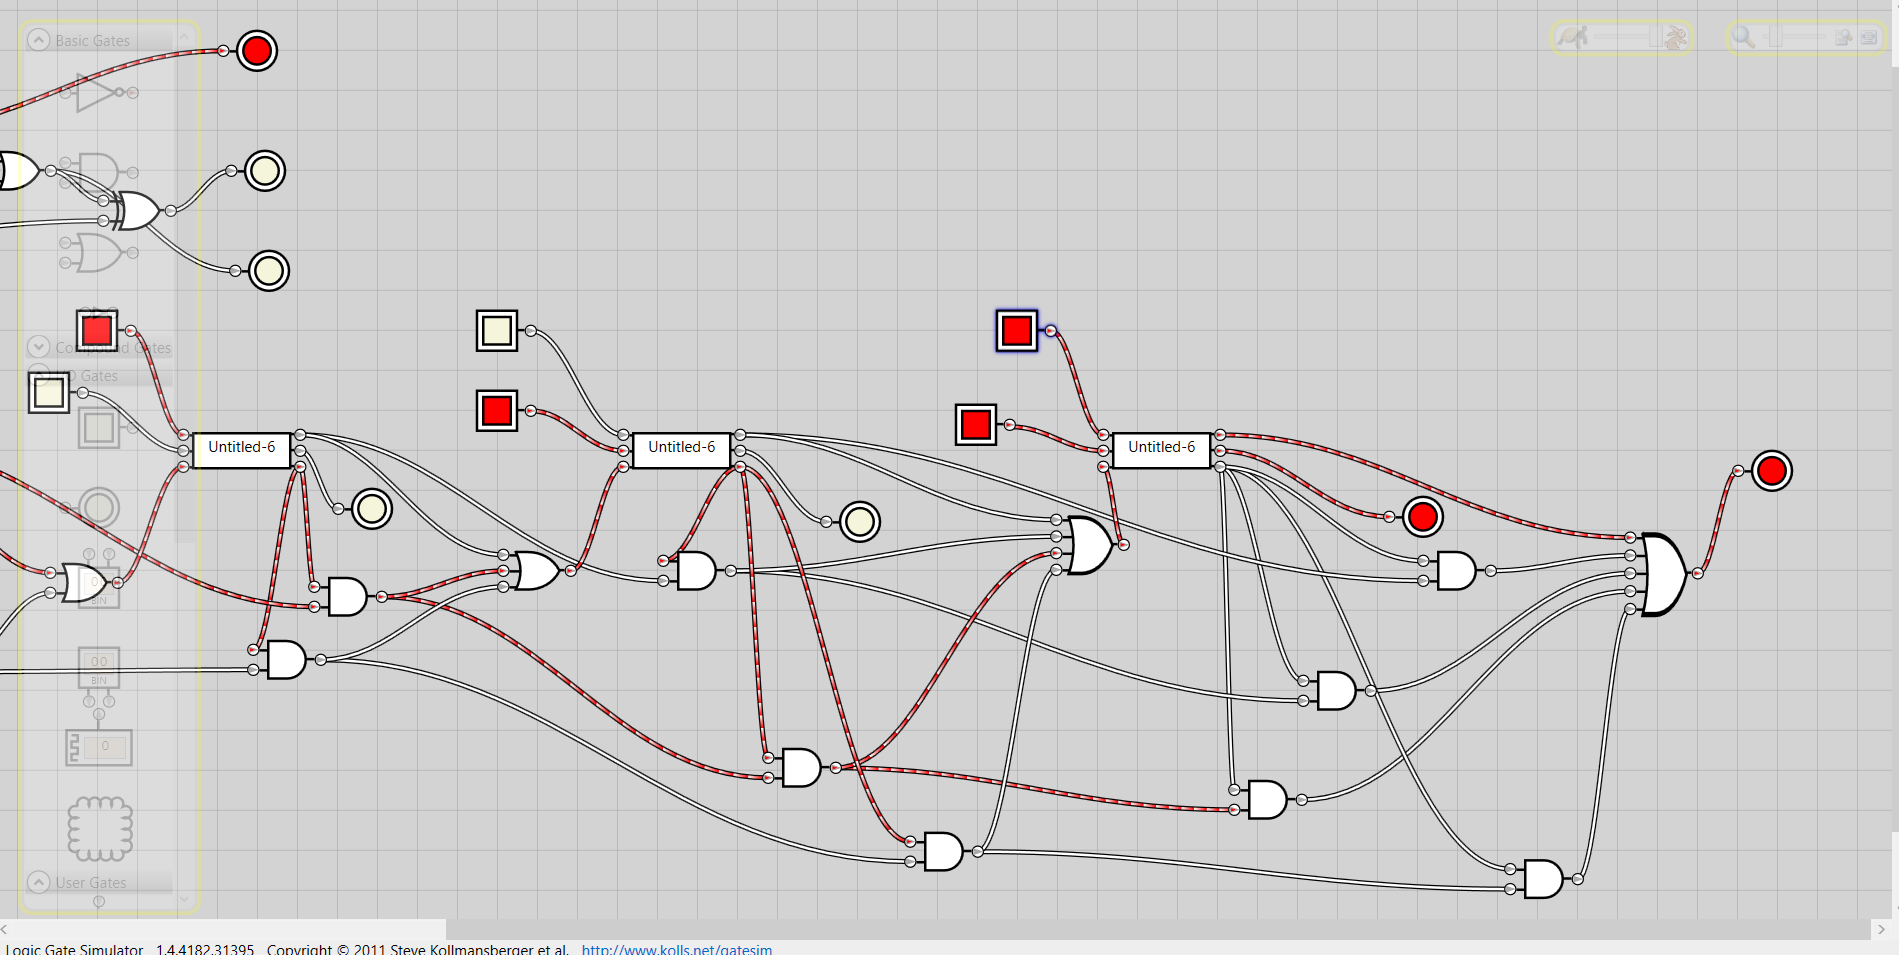 Basic Gates
Compound Gates
I/O Gates
Untitled-6
Untitled-6
Untitled-6
0
BIN
00
BIN
0
User Gates
Logic Gate Simulator 1.4.4182.31395 Copyright © 2011 Steve Kollmansberger et al. http://www.kolls.net/gatesim